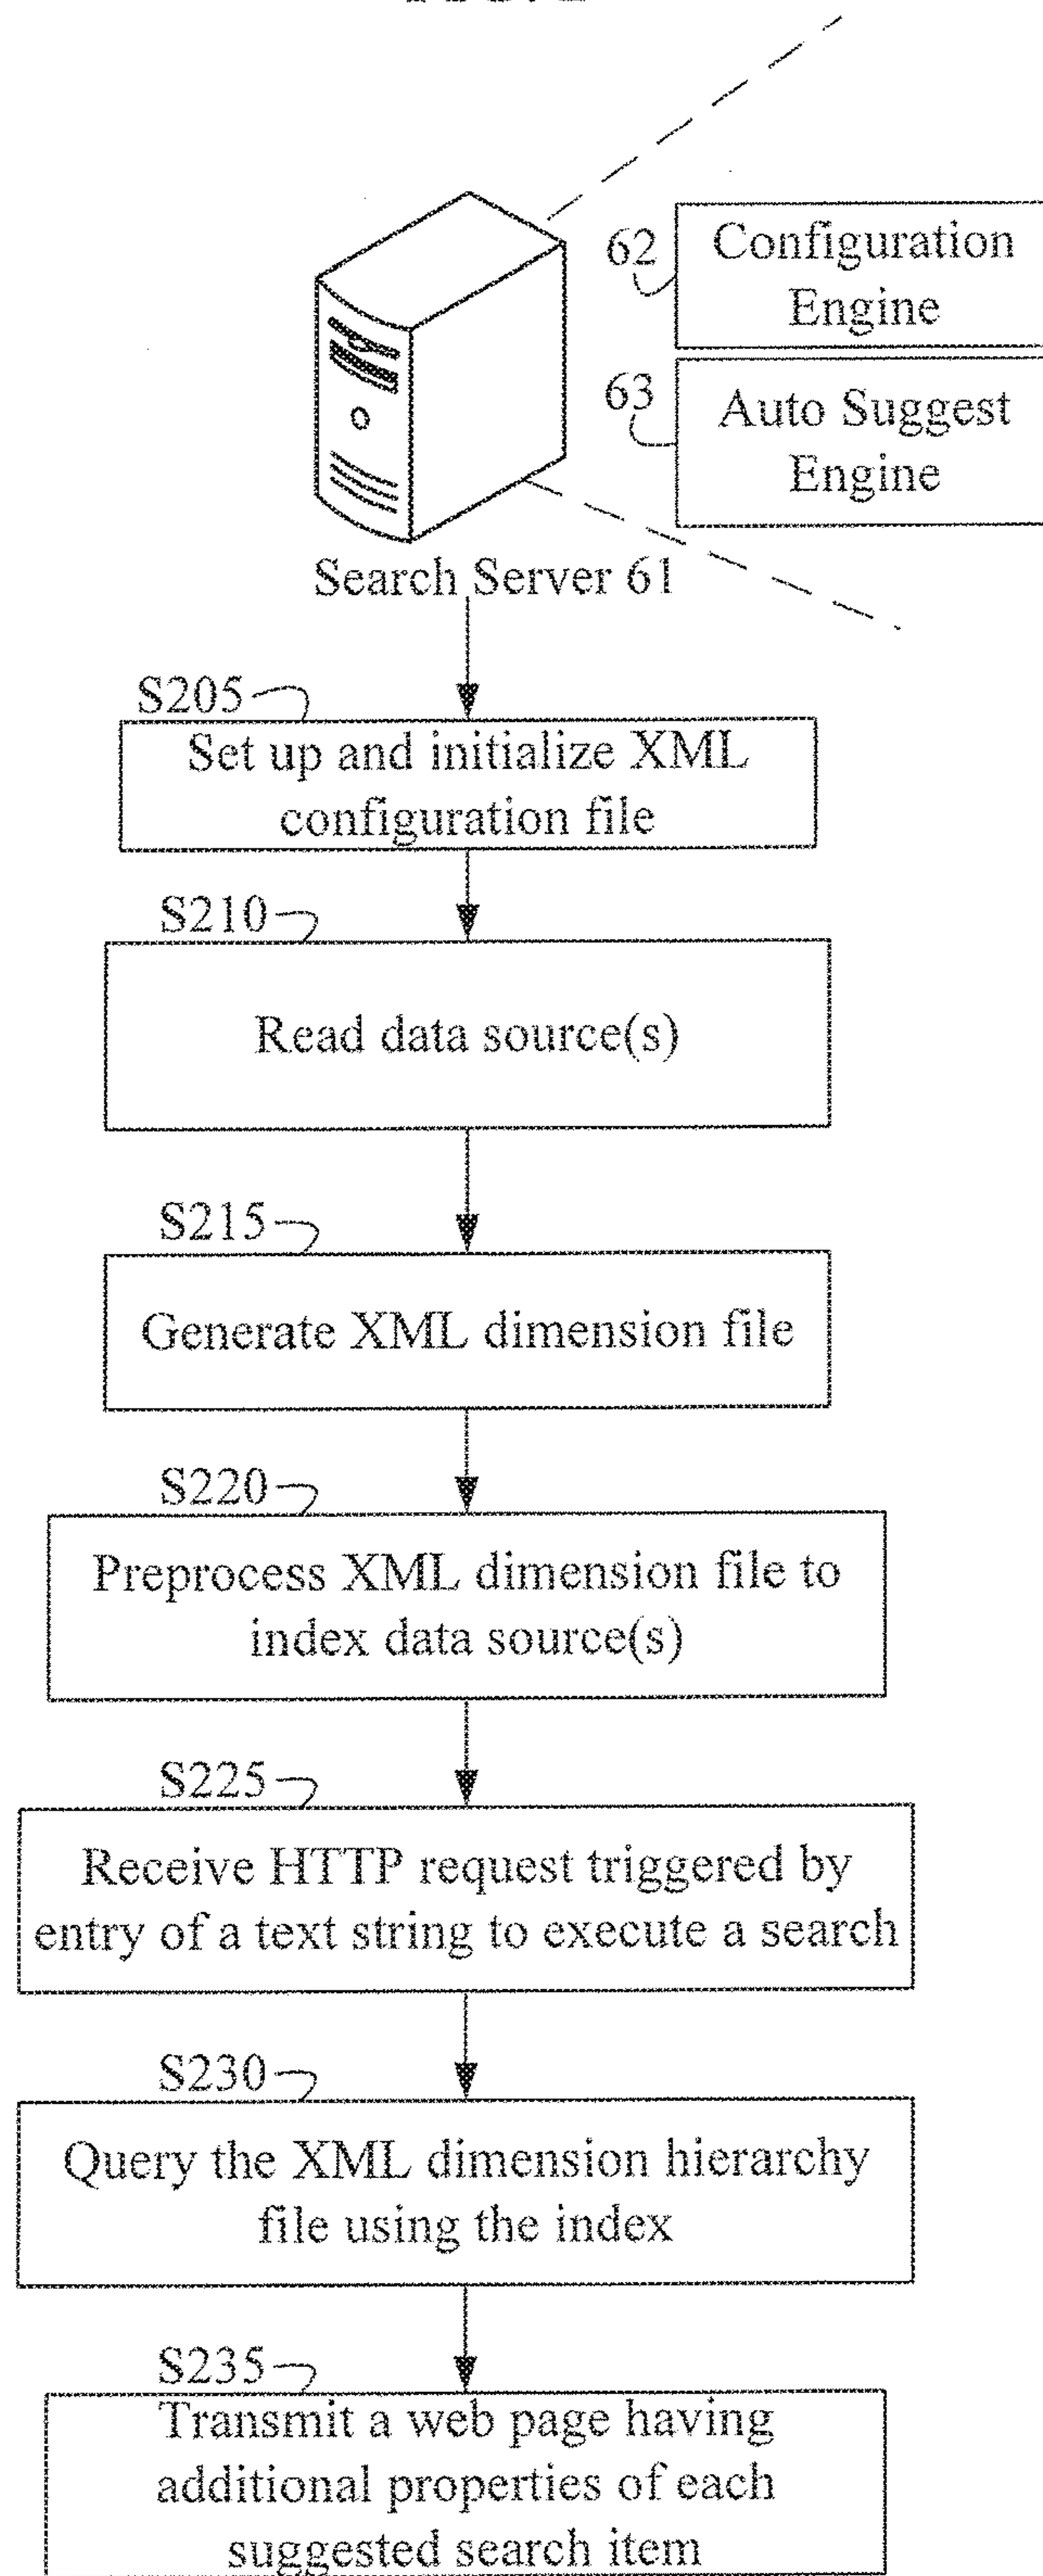 62
Configuration
Engine
63
Auto Suggest
Engine
Search Server 61
S205
Set up and initialize XML
configuration file
S210
Read data source(s)
S215
Generate XML dimension file
S220
Preprocess XML dimension file to
index data source(s)
S225
Receive HTTP request triggered by
entry of a text string to execute a search
S230
Query the XML dimension hierarchy
file using the index
S235
Transmit a web page having
additional properties of each
suggested search item